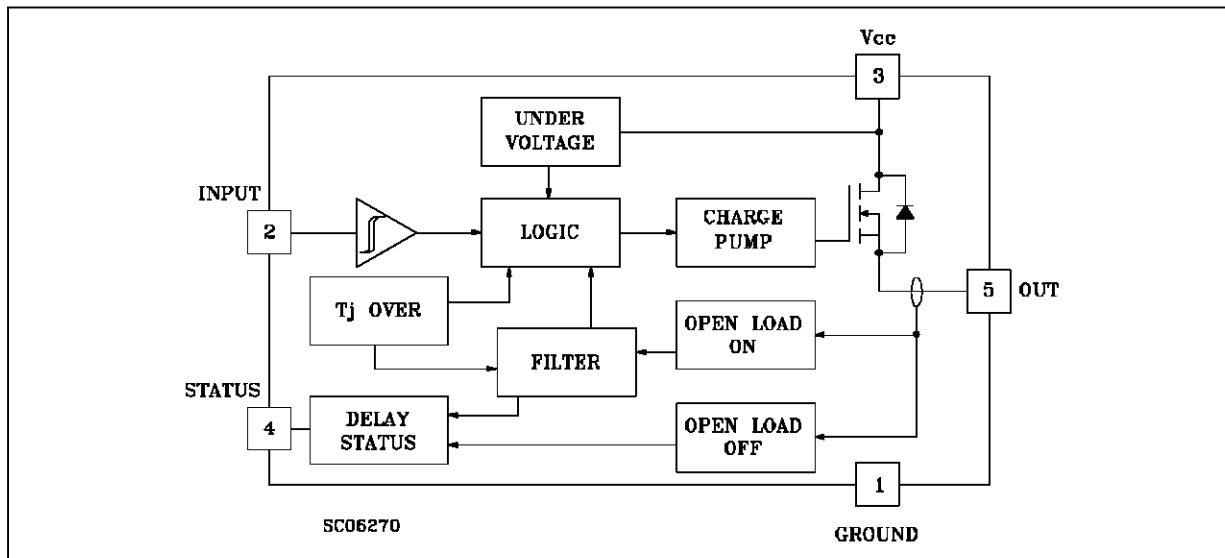 Vcc
3
UNDER
VOLTAGE
INPUT
2
LOGIC
CHARGE
PUMP
Tj OVER
5
OUT
OPEN LOAD
ON
FILTER
STATUS
4
DELAY
STATUS
OPEN LOAD
OFF
1
SC06270
GROUND